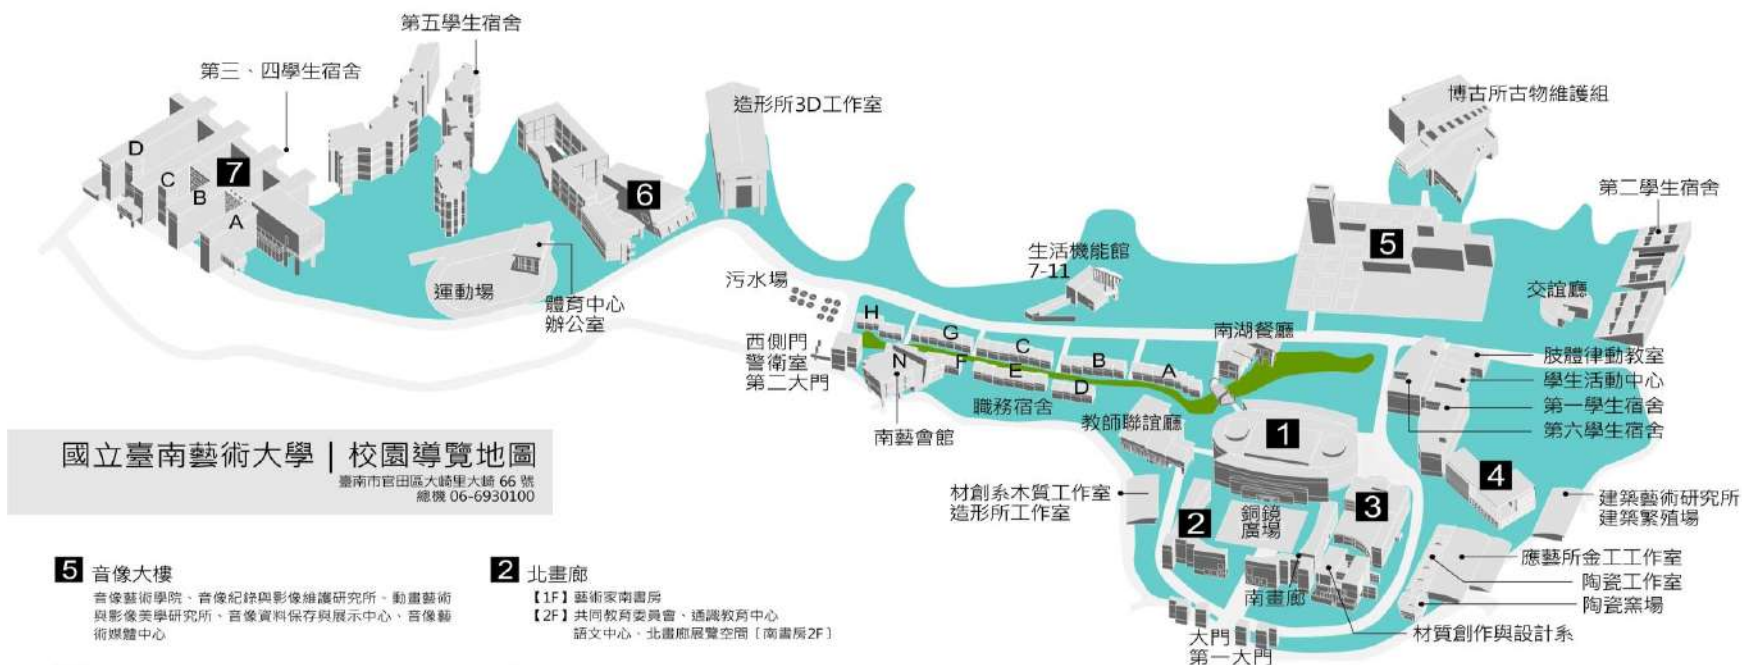 第五學生宿舍
第三、四學生宿舍
造形所3D工作室
博古所古物維護組
D
7
C
B
A
6
第二學生宿舍
5
生活機能館
7-11
污水場
運動場
體育中心
辦公室
交誼廳
H
G
C
B
A
南湖餐廳
西側門
警衛室
第二大門
N
F
E
D
肢體律動教室
學生活動中心
第一學生宿舍
第六學生宿舍
職務宿舍
教師聯誼廳
南藝會館
1
國立臺南藝術大學 | 校園導覽地圖
臺南市官田區大崎里大崎 66 號
總機 06-6930100
4
材創系木質工作室
造形所工作室
2
銅鏡
廣場
3
建築藝術研究所
建築繁殖場
應藝所金工工作室
陶瓷工作室
陶瓷窯場
南畫廊
材質創作與設計系
大門
第一大門
5 音像大樓
音像藝術學院、音像紀錄與影像維護研究所、動畫藝術
與影像美學研究所、音像資料保存與展示中心、音像藝
術媒體中心
2 北畫廊
【1F】藝術家南書房
【2F】共同教育委員會、通識教育中心
語文中心、北畫廊展覽空間［南書房2F］